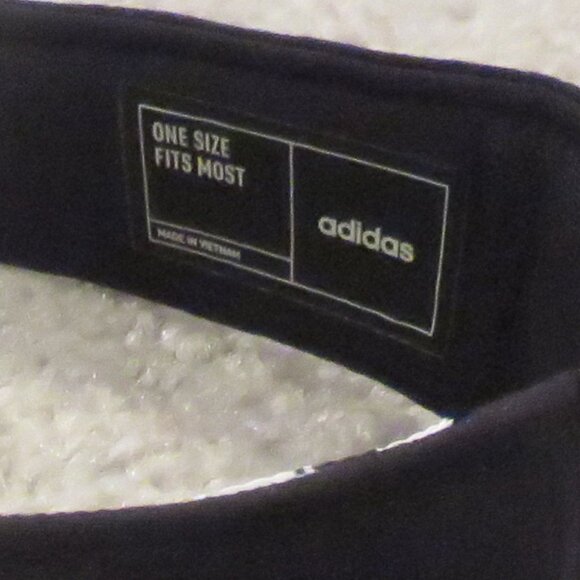 ONE SIZE
FITS MOST
MADE IN VIETNAM
adidas